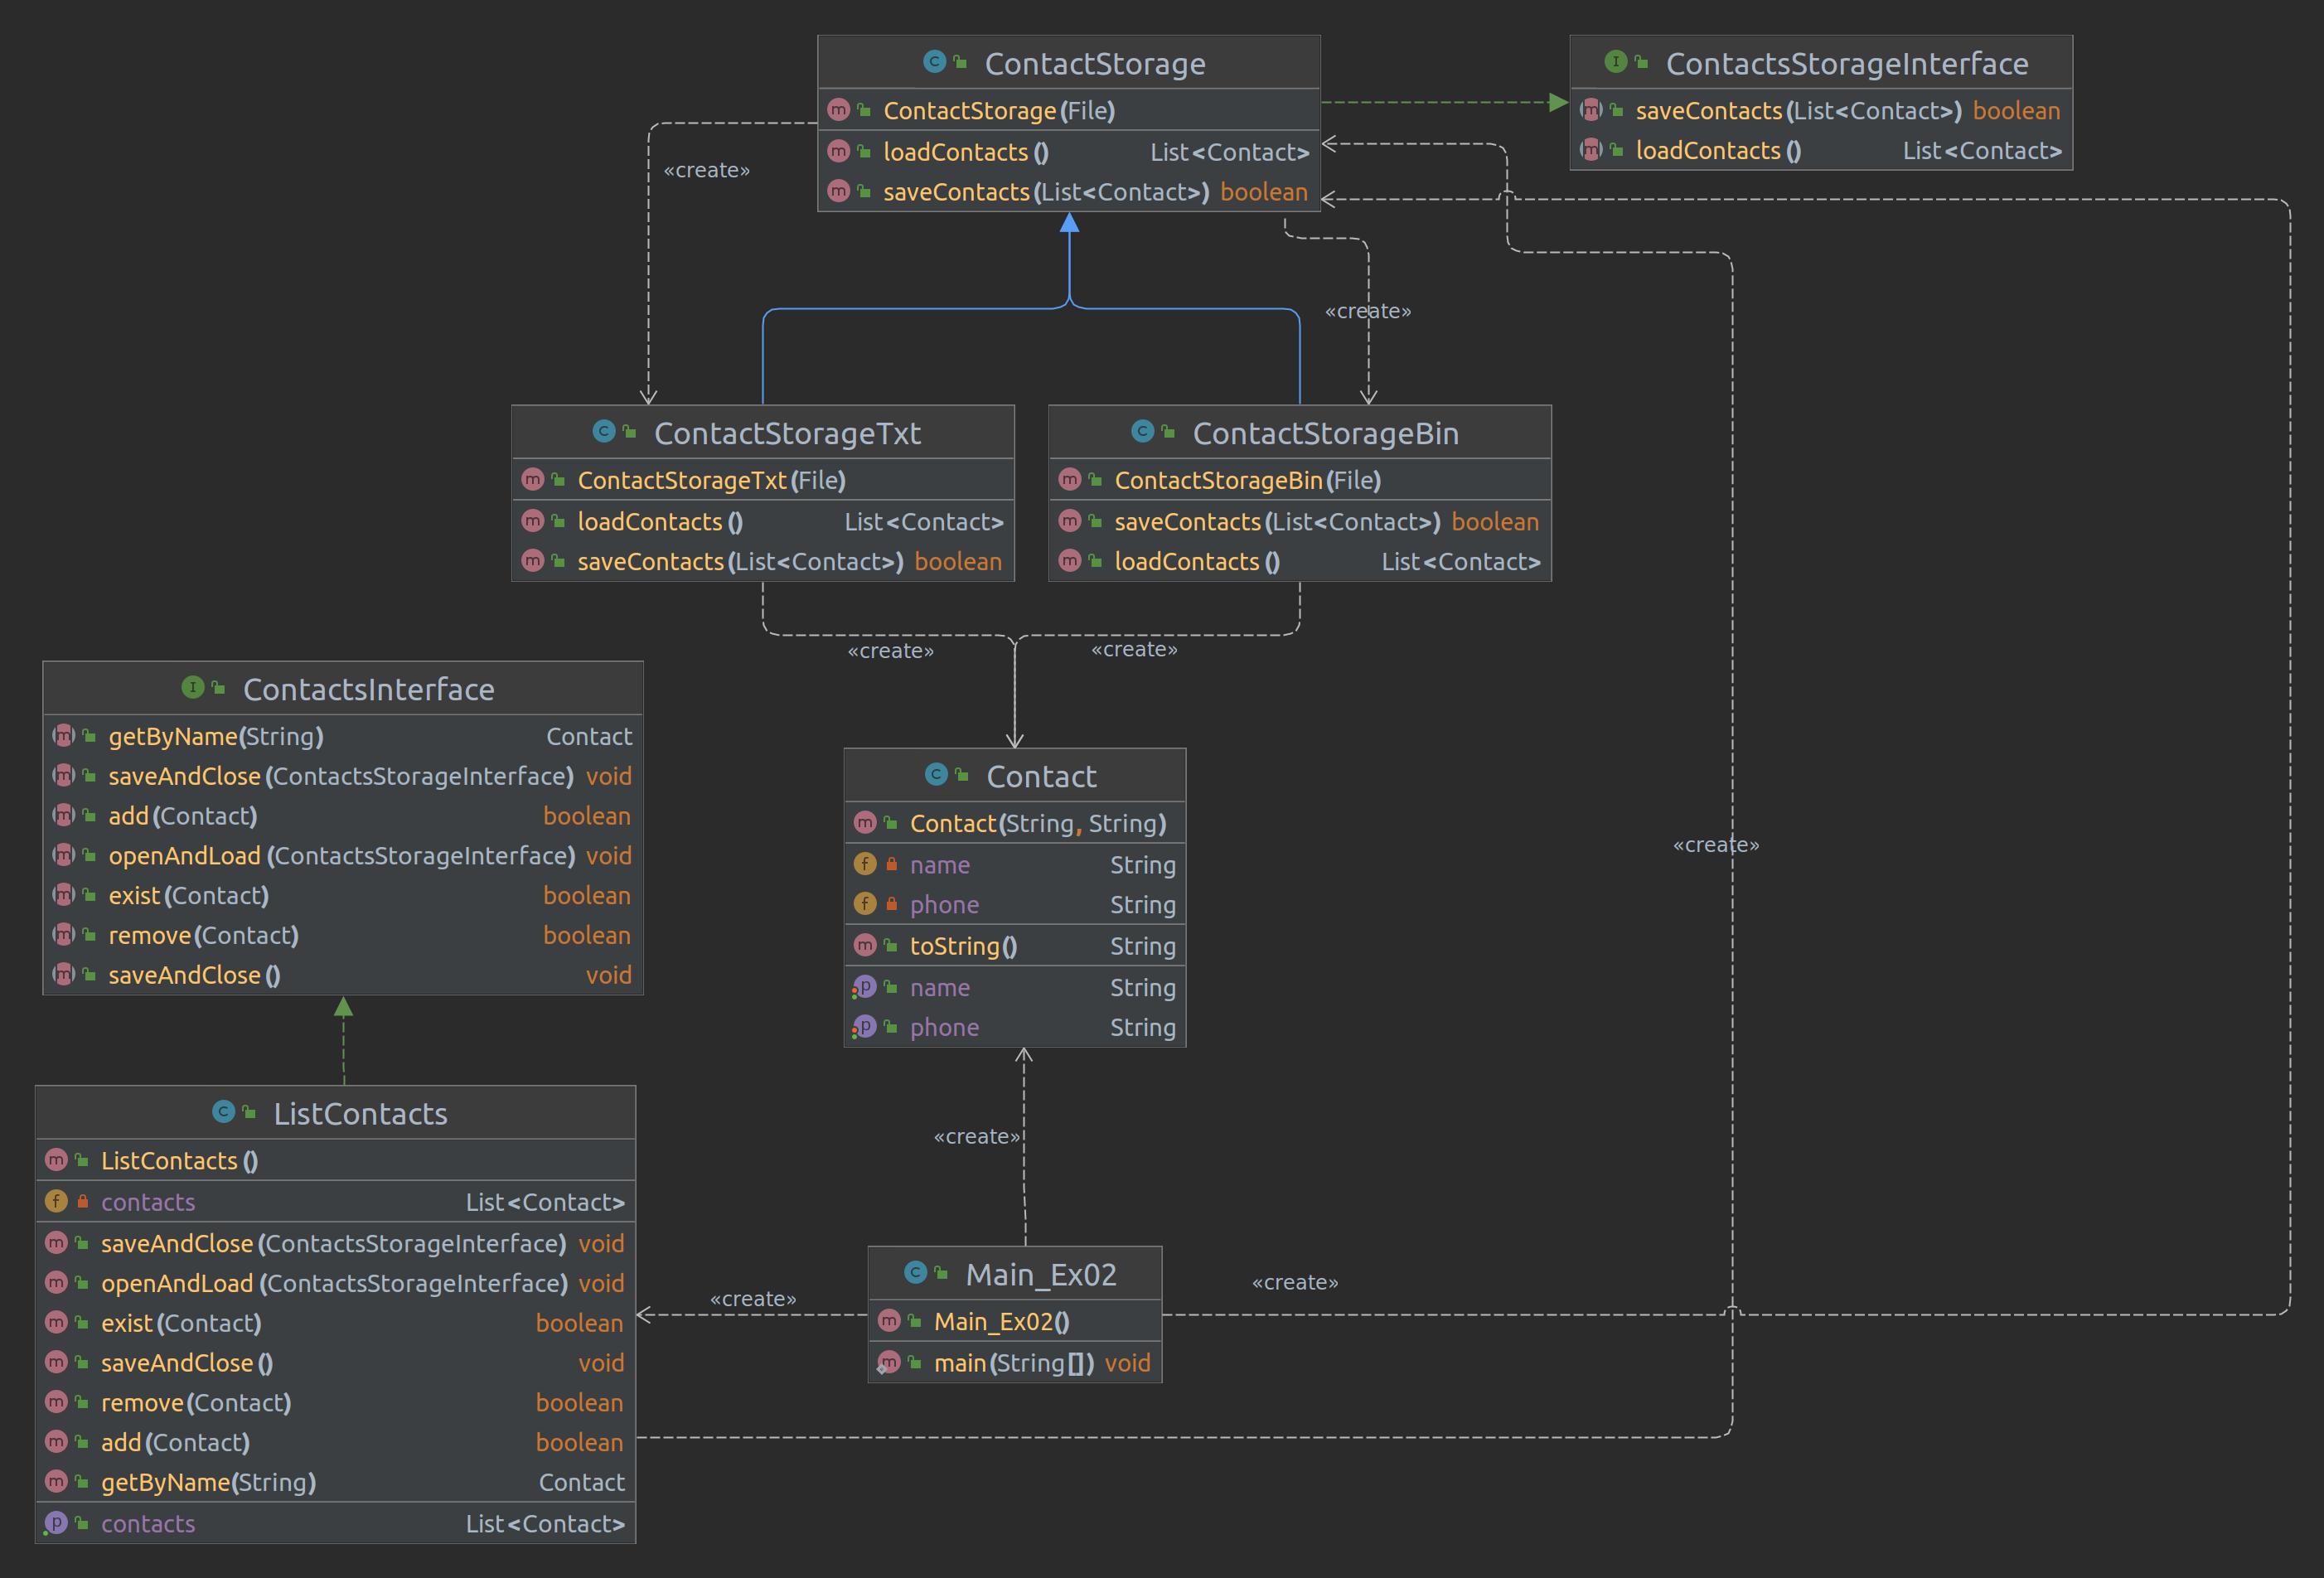 ContactStorage
ContactStorage(File)
loadContacts() List<Contact>
saveContacts(List<Contact>) boolean
ContactsStorageInterface
saveContacts(List<Contact>) boolean
loadContacts() List<Contact>
«create»
«create»
ContactStorageTxt
ContactStorageTxt(File)
loadContacts() List<Contact>
saveContacts(List<Contact>) boolean
ContactStorageBin
ContactStorageBin(File)
saveContacts(List<Contact>) boolean
loadContacts() List<Contact>
«create»
«create»
ContactsInterface
getByName(String) Contact
saveAndClose(ContactsStorageInterface) void
add(Contact) boolean
openAndLoad(ContactsStorageInterface) void
exist(Contact) boolean
remove(Contact) boolean
saveAndClose() void
Contact
Contact(String, String)
name String
phone String
toString() String
name String
phone String
«create»
«create»
ListContacts
ListContacts()
contacts List<Contact>
saveAndClose(ContactsStorageInterface) void
openAndLoad(ContactsStorageInterface) void
exist(Contact) boolean
saveAndClose() void
remove(Contact) boolean
add(Contact) boolean
getByName(String) Contact
contacts List<Contact>
«create»
Main_Ex02
Main_Ex02()
main(String[]) void
«create»